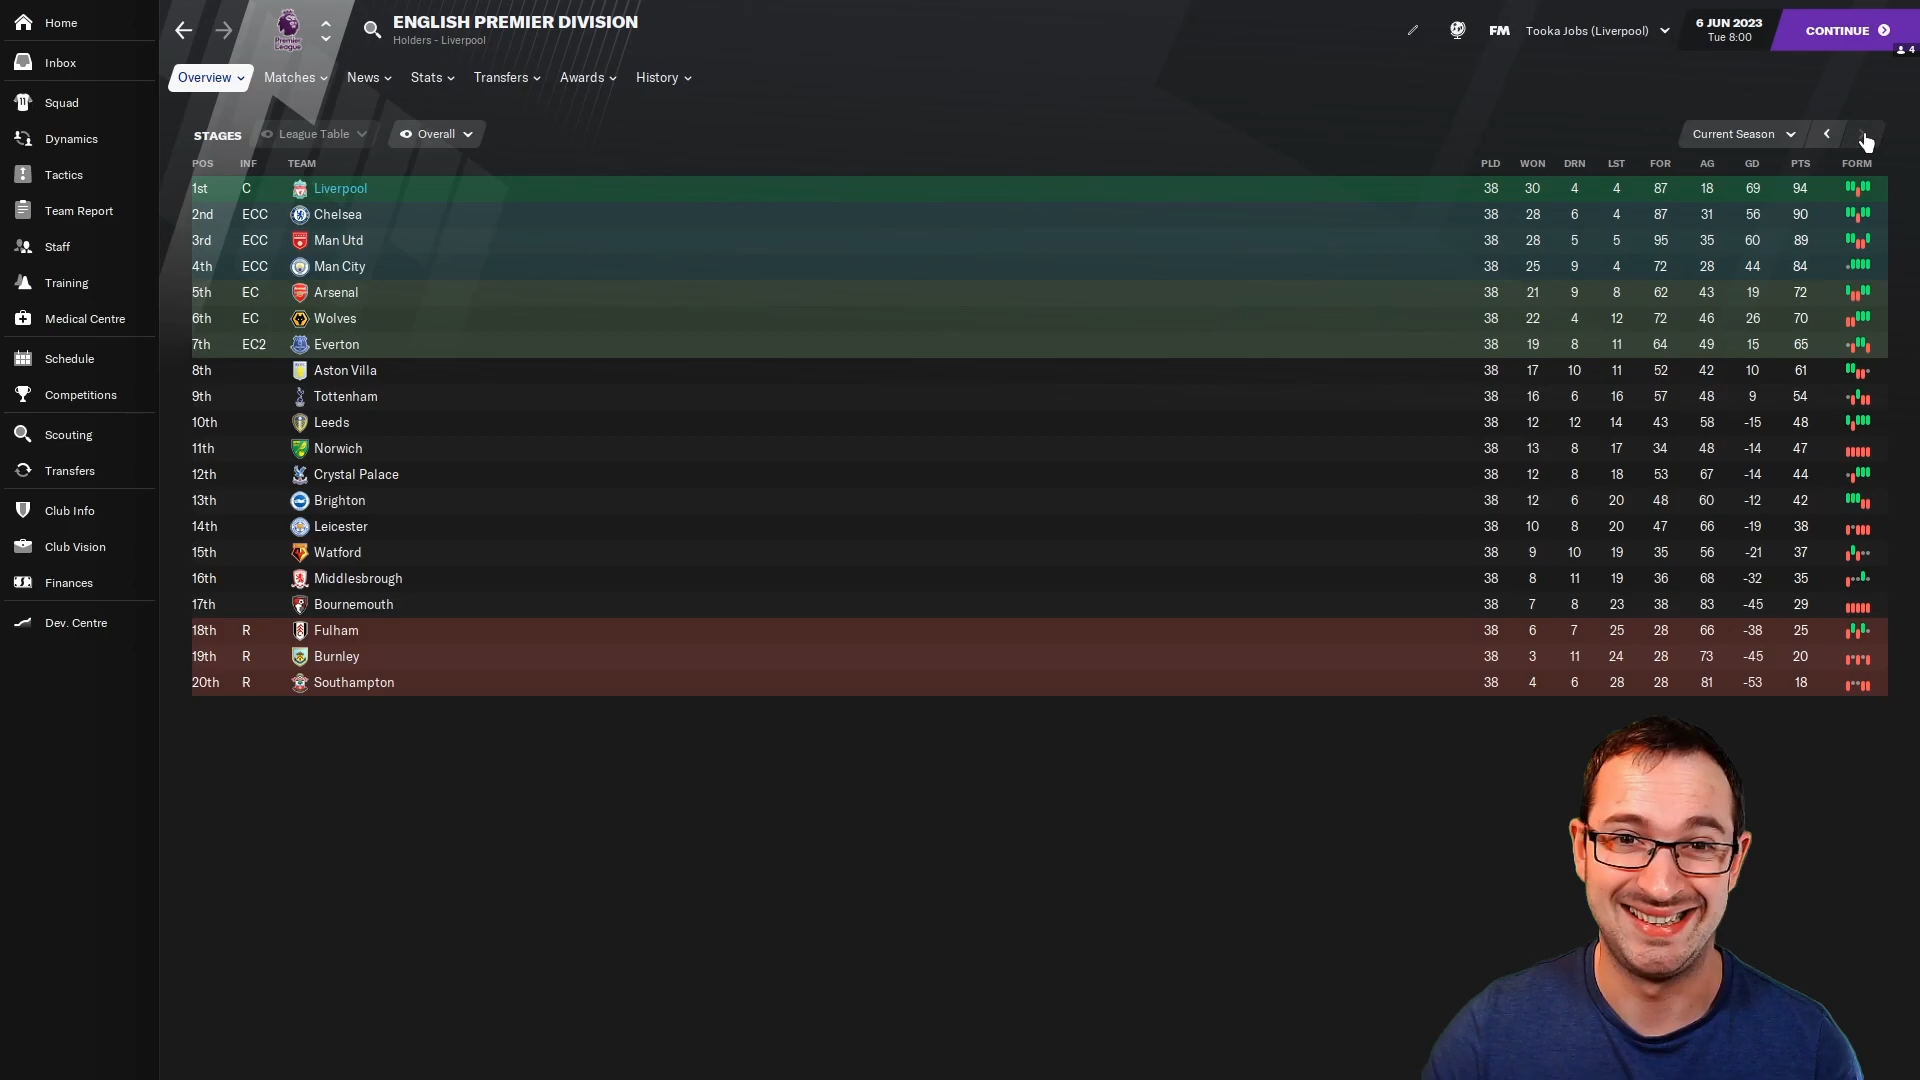 Home
Inbox
Squad
Dynamics
Tactics
Team Report
Staff
Training
Medical Centre
Schedule
Competitions
Scouting
Transfers
Club Info
Club Vision
Finances
Dev. Centre
Premier League
ENGLISH PREMIER DIVISION
Holders - Liverpool
FM
Tooka Jobs (Liverpool)
6 JUN 2023
Tue 8:00
CONTINUE
4
Overview Matches News Stats Transfers Awards History
STAGES League Table Overall Current Season
POS INF TEAM PLD WON DRN LST FOR AG GD PTS FORM
1st C Liverpool 38 30 4 4 87 18 69 94
2nd ECC Chelsea 38 28 6 4 87 31 56 90
3rd ECC Man Utd 38 28 5 5 95 35 60 89
4th ECC Man City 38 25 9 4 72 28 44 84
5th EC Arsenal 38 21 9 8 62 43 19 72
6th EC Wolves 38 22 4 12 72 46 26 70
7th EC2 Everton 38 19 8 11 64 49 15 65
8th Aston Villa 38 17 10 11 52 42 10 61
9th Tottenham 38 16 6 16 57 48 9 54
10th Leeds 38 12 12 14 43 58 -15 48
11th Norwich 38 13 8 17 34 48 -14 47
12th Crystal Palace 38 12 8 18 53 67 -14 44
13th Brighton 38 12 6 20 48 60 -12 42
14th Leicester 38 10 8 20 47 66 -19 38
15th Watford 38 9 10 19 35 56 -21 37
16th Middlesbrough 38 8 11 19 36 68 -32 35
17th Bournemouth 38 7 8 23 38 83 -45 29
18th R Fulham 38 6 7 25 28 66 -38 25
19th R Burnley 38 3 11 24 28 73 -45 20
20th R Southampton 38 4 6 28 28 81 -53 18